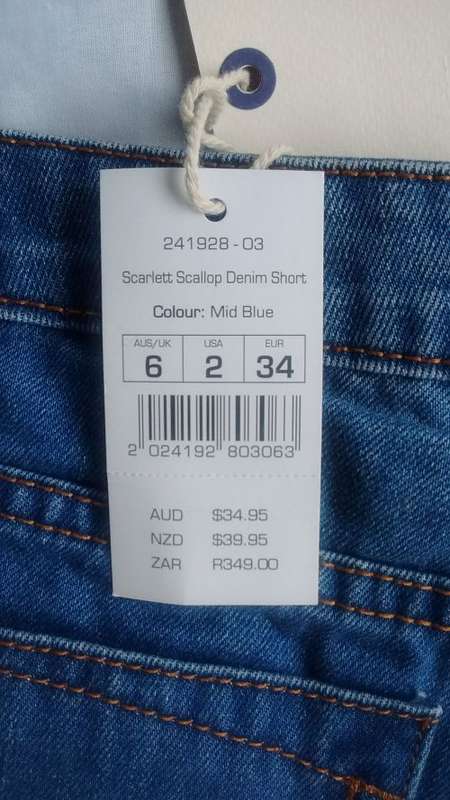 241928 - 03
Scarlett Scallop Denim Short
Colour: Mid Blue
AUS/UK USA EUR
6 2 34
2 024192 803063
AUD $34.95
NZD $39.95
ZAR R349.00